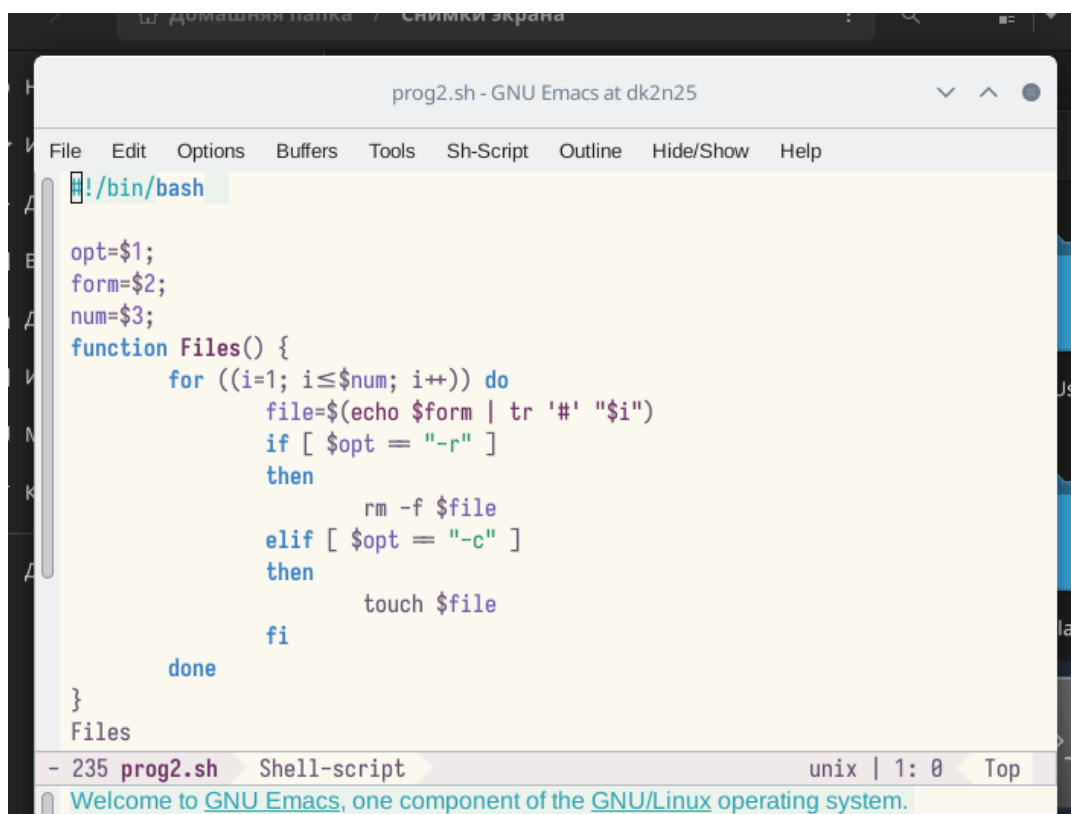 Домашняя папка / Снимки экрана
prog2.sh - GNU Emacs at dk2n25
File Edit Options Buffers Tools Sh-Script Outline Hide/Show Help
#!/bin/bash
opt=$1;
form=$2;
num=$3;
function Files() {
for ((i=1; i<=$num; i++)) do
file=$(echo $form | tr '#' "$i")
if [ $opt == "-r" ]
then
rm -f $file
elif [ $opt == "-c" ]
then
touch $file
fi
done
}
Files
- 235 prog2.sh Shell-script unix | 1: 0 Top
Welcome to GNU Emacs, one component of the GNU/Linux operating system.